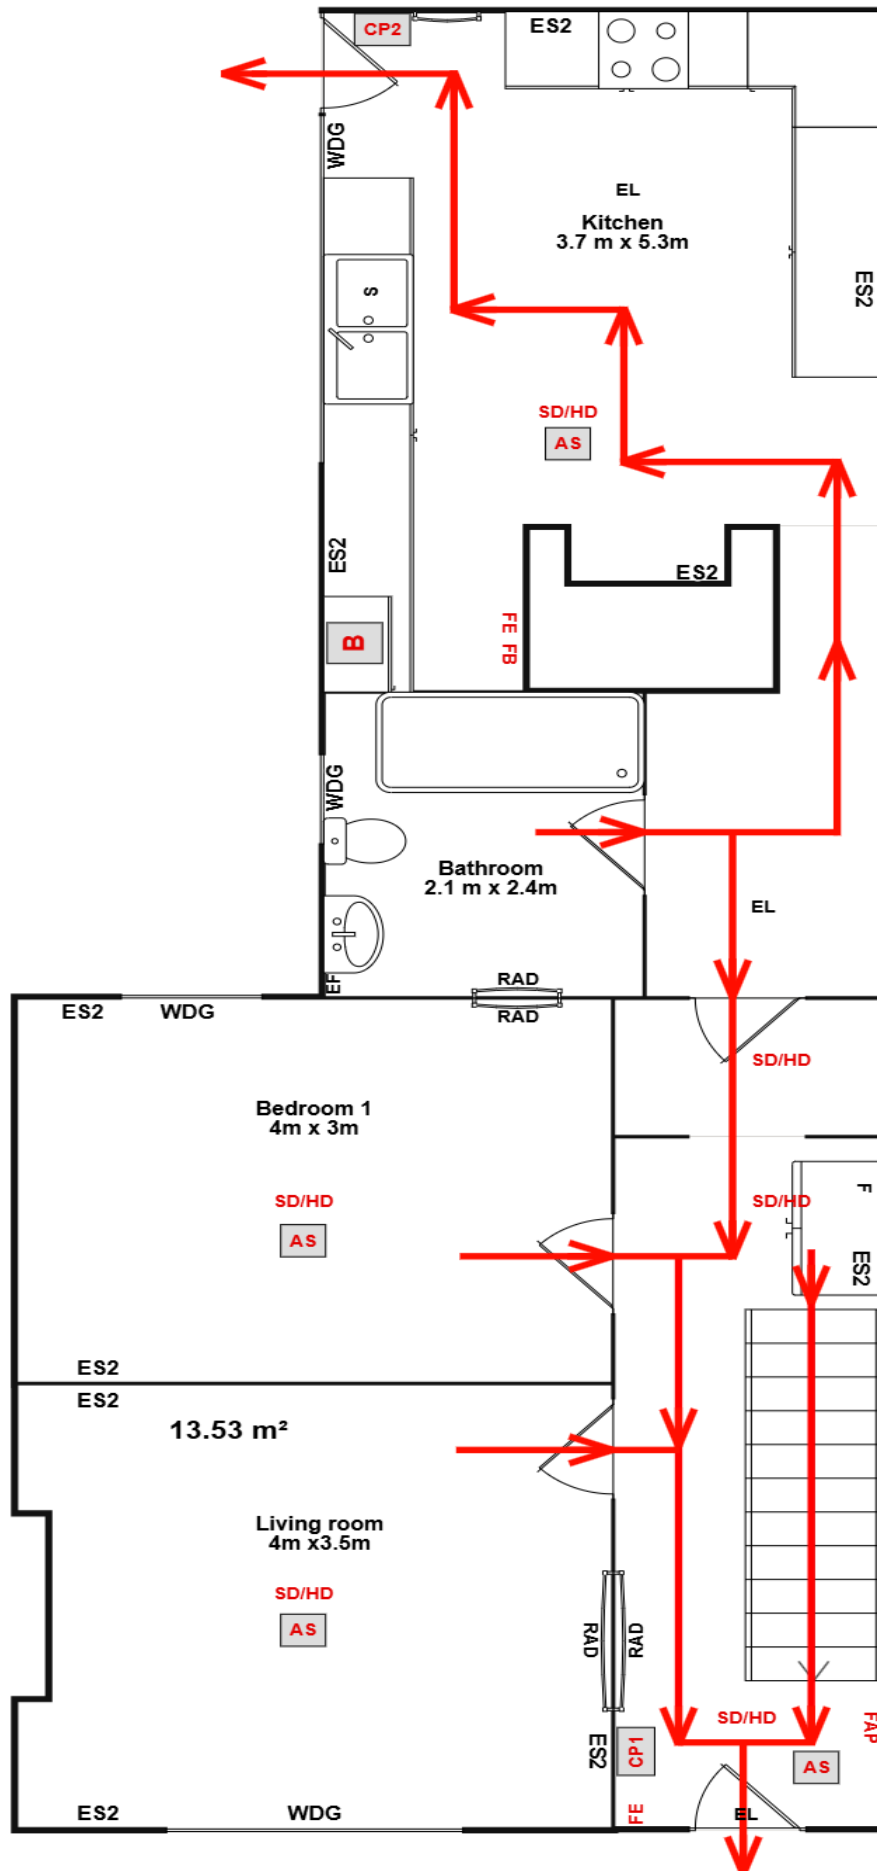 CP2
ES2
WDG
EL
Kitchen
3.7 m x 5.3m
S
ES2
SD/HD
AS
ES2
ES2
FE FB
B
WDG
Bathroom
2.1 m x 2.4m
EL
EF
RAD
RAD
ES2
WDG
SD/HD
Bedroom 1
4m x 3m
SD/HD
AS
SD/HD
F
ES2
ES2
ES2
13.53 m²
Living room
4m x3.5m
SD/HD
AS
RAD
RAD
ES2
CP1
SD/HD
FAP
AS
FE
EL
ES2
WDG